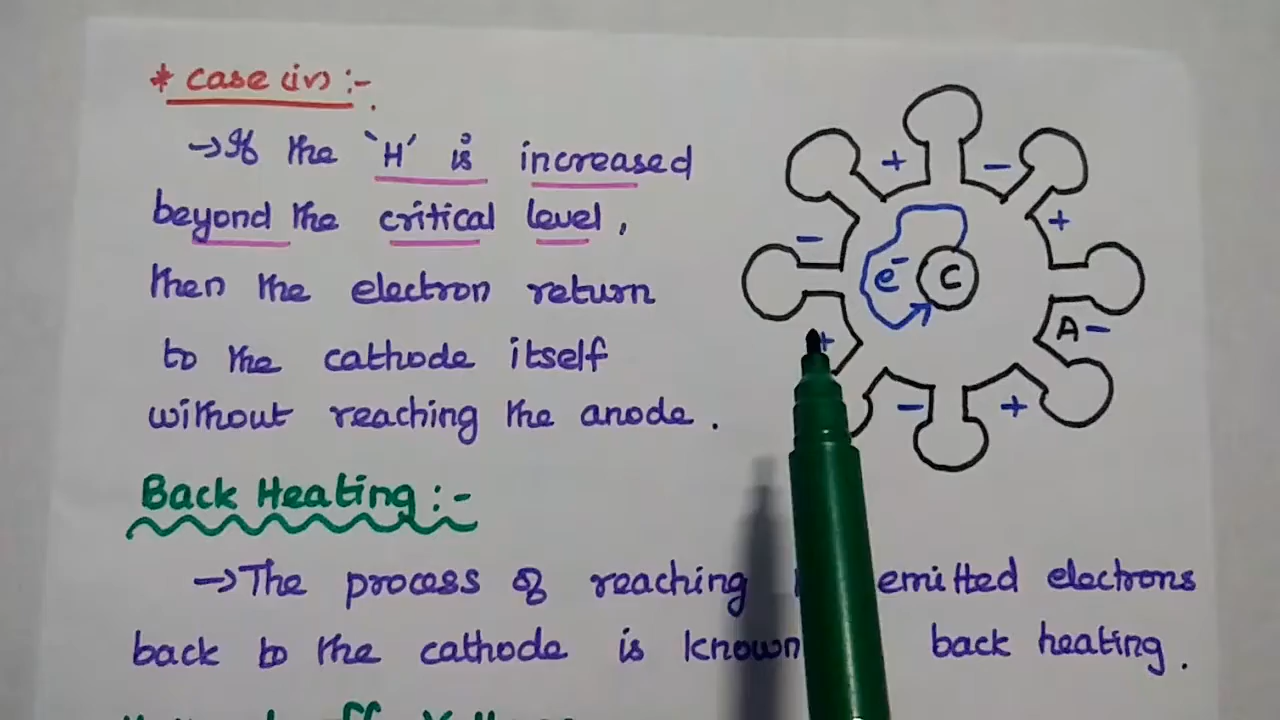 * Case (iv) :-
→ If the 'H' is increased
beyond the critical level,
then the electron return
to the cathode itself
without reaching the anode.
Back Heating :-
→ The process of reaching emitted electrons
back to the cathode is known back heating.
+ -
- +
e⁻ C
+ A -
- +